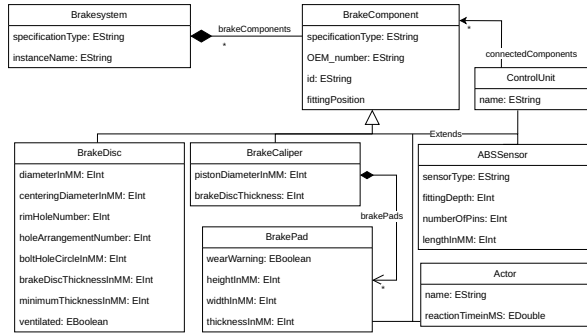 Brakesystem
specificationType: EString
instanceName: EString
brakeComponents
*
BrakeComponent
specificationType: EString
OEM_number: EString
id: EString
fittingPosition
*
connectedComponents
ControlUnit
name: EString
Extends
BrakeDisc
diameterInMM: EInt
centeringDiameterInMM: EInt
rimHoleNumber: EInt
holeArrangementNumber: EInt
boltHoleCircleInMM: EInt
brakeDiscThicknessInMM: EInt
minimumThicknessInMM: EInt
ventilated: EBoolean
BrakeCaliper
pistonDiameterInMM: EInt
brakeDiscThickness: EInt
brakePads
*
BrakePad
wearWarning: EBoolean
heightInMM: EInt
widthInMM: EInt
thicknessInMM: EInt
ABSSensor
sensorType: EString
fittingDepth: EInt
numberOfPins: EInt
lengthInMM: EInt
Actor
name: EString
reactionTimeinMS: EDouble